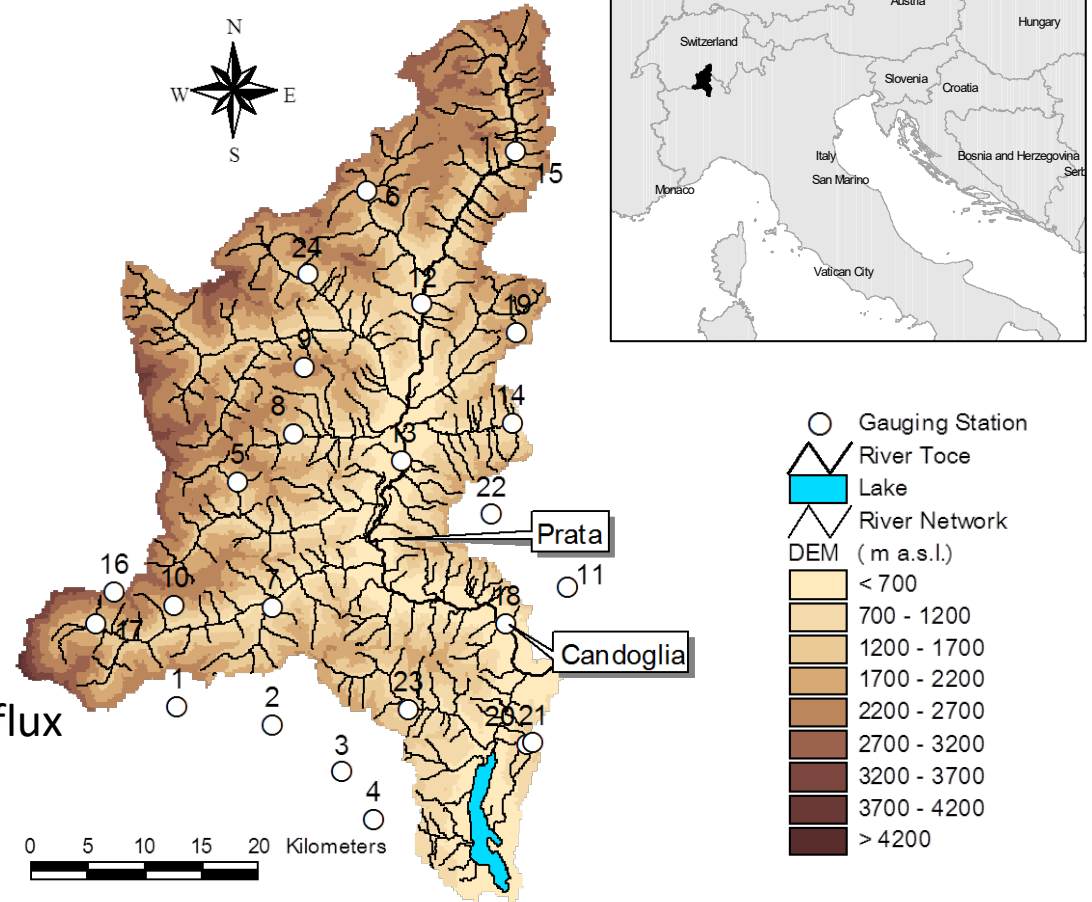 N
W
E
S
Austria
Switzerland
Hungary
Slovenia
Croatia
Italy
Bosnia and Herzegovina
Serb
San Marino
Monaco
Vatican City
15
6
24
12
19
9
14
8
13
5
22
Prata
16
10
7
11
18
17
Candoglia
1
2
23
flux
20
21
3
4
0 5 10 15 20 Kilometers
Gauging Station
River Toce
Lake
River Network
DEM ( m a.s.l.)
< 700
700 - 1200
1200 - 1700
1700 - 2200
2200 - 2700
2700 - 3200
3200 - 3700
3700 - 4200
> 4200